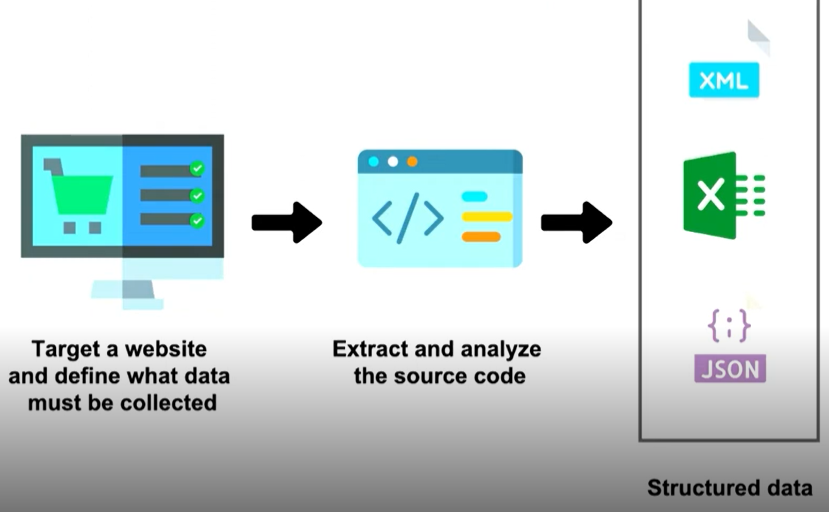 Target a website
and define what data
must be collected
</>
Extract and analyze
the source code
XML
X
{;}
JSON
Structured data